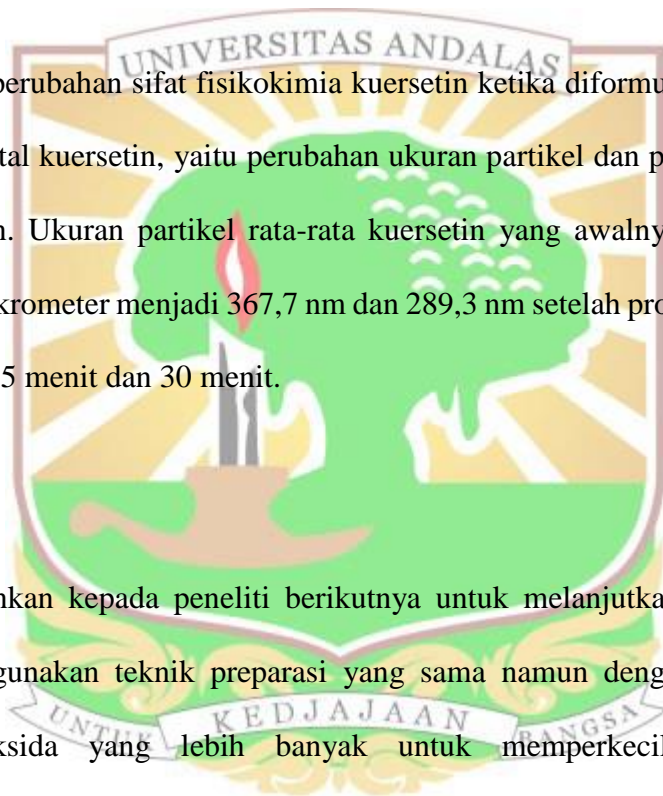 UNIVERSITAS ANDALAS
perubahan sifat fisikokimia kuersetin ketika diformu
tal kuersetin, yaitu perubahan ukuran partikel dan p
n. Ukuran partikel rata-rata kuersetin yang awalny
krometer menjadi 367,7 nm dan 289,3 nm setelah pro
5 menit dan 30 menit.
nkan kepada peneliti berikutnya untuk melanjutka
gunakan teknik preparasi yang sama namun deng
UNTUK KEDJAJAAN BANGSA
ksida yang lebih banyak untuk memperkecil